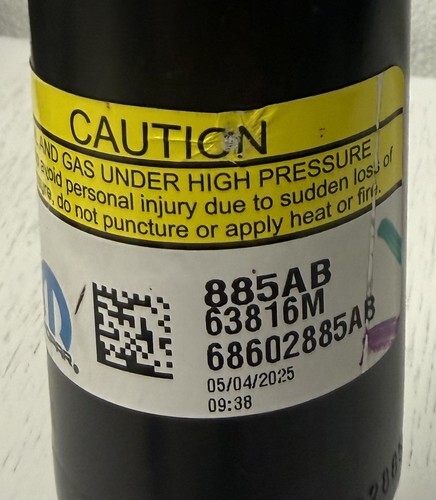 CAUTION
AND GAS UNDER HIGH PRESSURE
avoid personal injury due to sudden loss of
do not puncture or apply heat or fire.
885AB
63816M
68602885AB
05/04/2025
09:38